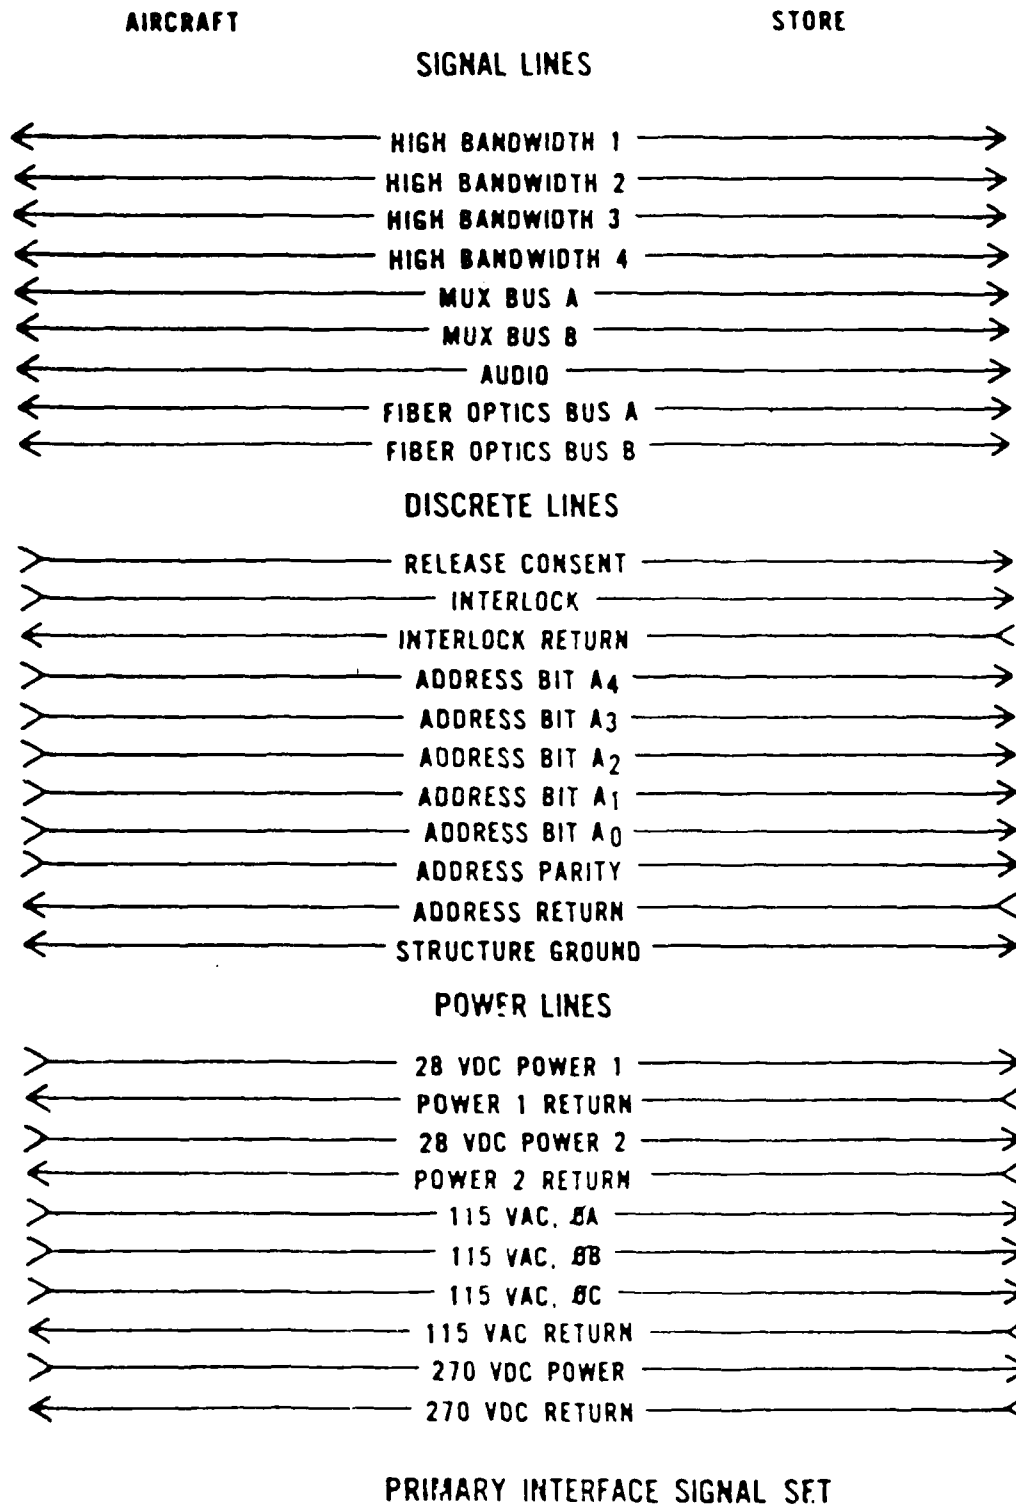 AIRCRAFT STORE
SIGNAL LINES
HIGH BANDWIDTH 1
HIGH BANDWIDTH 2
HIGH BANDWIDTH 3
HIGH BANDWIDTH 4
MUX BUS A
MUX BUS B
AUDIO
FIBER OPTICS BUS A
FIBER OPTICS BUS B
DISCRETE LINES
RELEASE CONSENT
INTERLOCK
INTERLOCK RETURN
ADDRESS BIT A4
ADDRESS BIT A3
ADDRESS BIT A2
ADDRESS BIT A1
ADDRESS BIT A0
ADDRESS PARITY
ADDRESS RETURN
STRUCTURE GROUND
POWER LINES
28 VDC POWER 1
POWER 1 RETURN
28 VDC POWER 2
POWER 2 RETURN
115 VAC, ØA
115 VAC, ØB
115 VAC, ØC
115 VAC RETURN
270 VDC POWER
270 VDC RETURN
PRIMARY INTERFACE SIGNAL SET